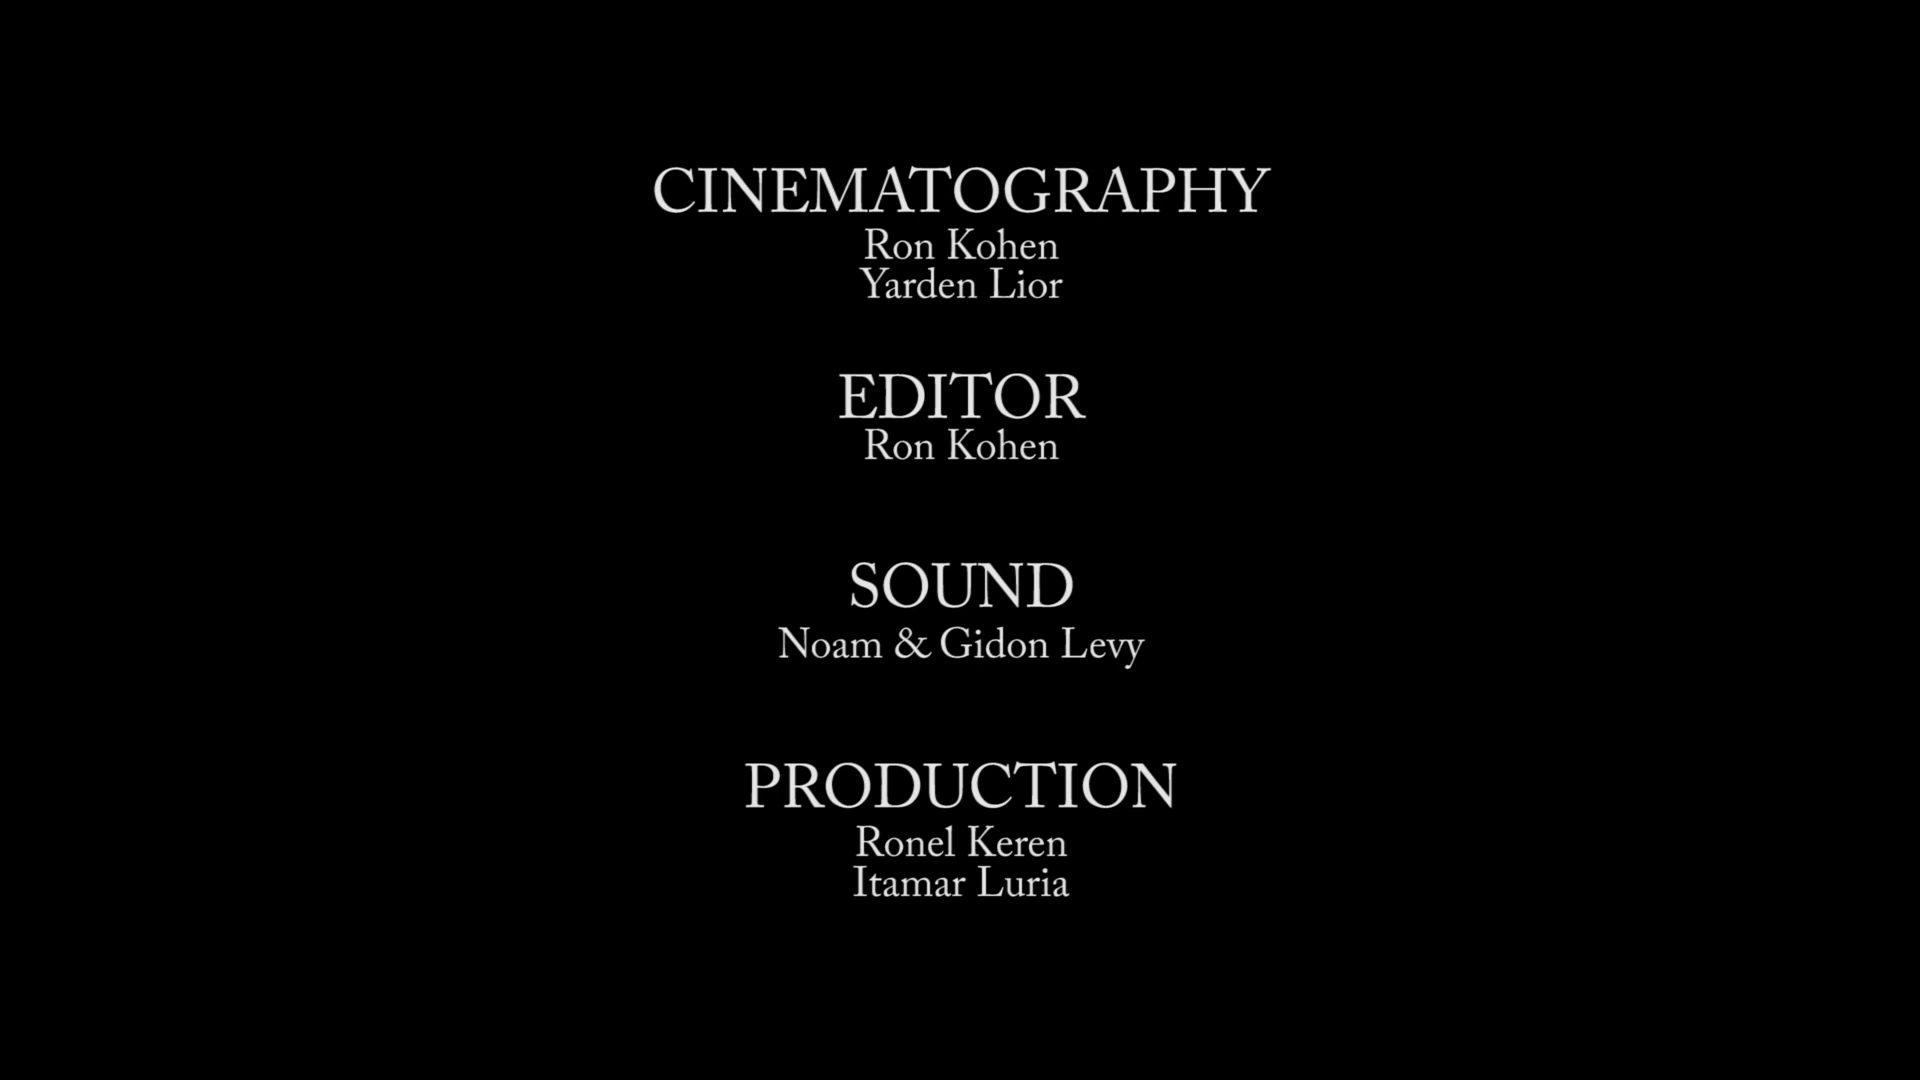 CINEMATOGRAPHY
Ron Kohen
Yarden Lior
EDITOR
Ron Kohen
SOUND
Noam & Gidon Levy
PRODUCTION
Ronel Keren
Itamar Luria